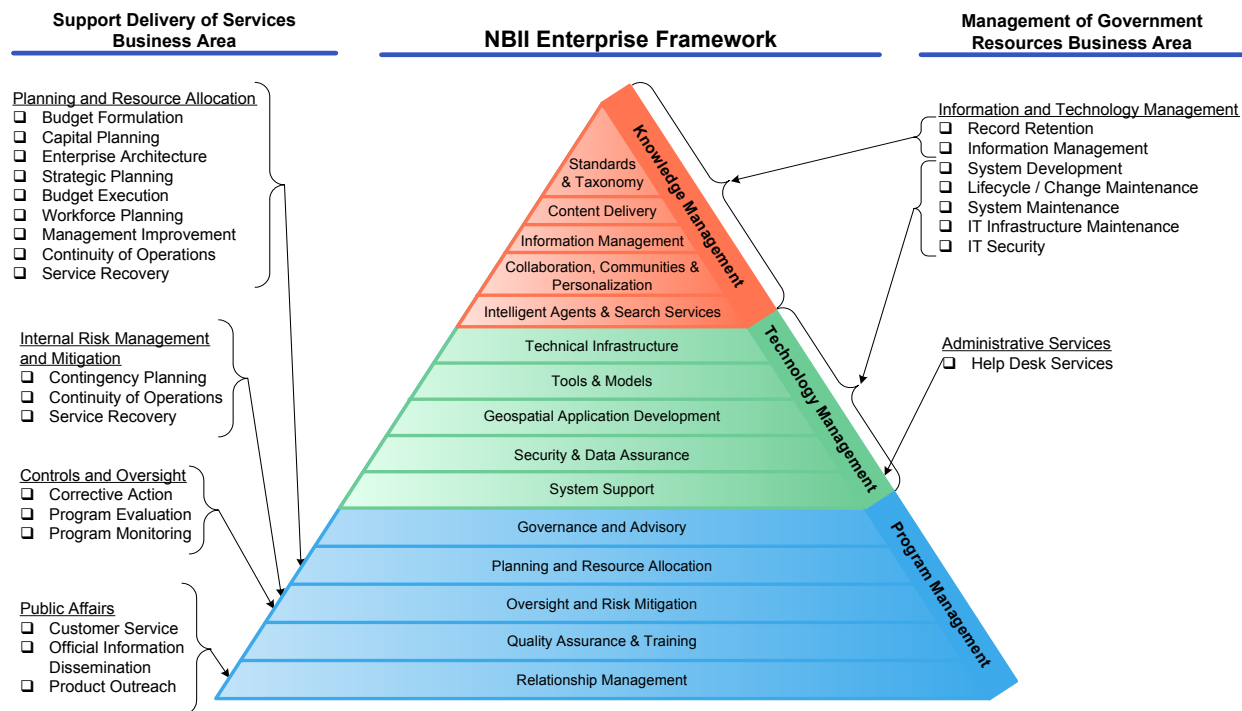 Support Delivery of Services
Business Area
Planning and Resource Allocation
Budget Formulation
Capital Planning
Enterprise Architecture
Strategic Planning
Budget Execution
Workforce Planning
Management Improvement
Continuity of Operations
Service Recovery
Internal Risk Management
and Mitigation
Contingency Planning
Continuity of Operations
Service Recovery
Controls and Oversight
Corrective Action
Program Evaluation
Program Monitoring
Public Affairs
Customer Service
Official Information
Dissemination
Product Outreach
NBII Enterprise Framework
Standards
& Taxonomy
Content Delivery
Information Management
Collaboration, Communities &
Personalization
Intelligent Agents & Search Services
Technical Infrastructure
Tools & Models
Geospatial Application Development
Security & Data Assurance
System Support
Governance and Advisory
Planning and Resource Allocation
Oversight and Risk Mitigation
Quality Assurance & Training
Relationship Management
Knowledge Management
Technology Management
Program Management
Management of Government
Resources Business Area
Information and Technology Management
Record Retention
Information Management
System Development
Lifecycle / Change Maintenance
System Maintenance
IT Infrastructure Maintenance
IT Security
Administrative Services
Help Desk Services